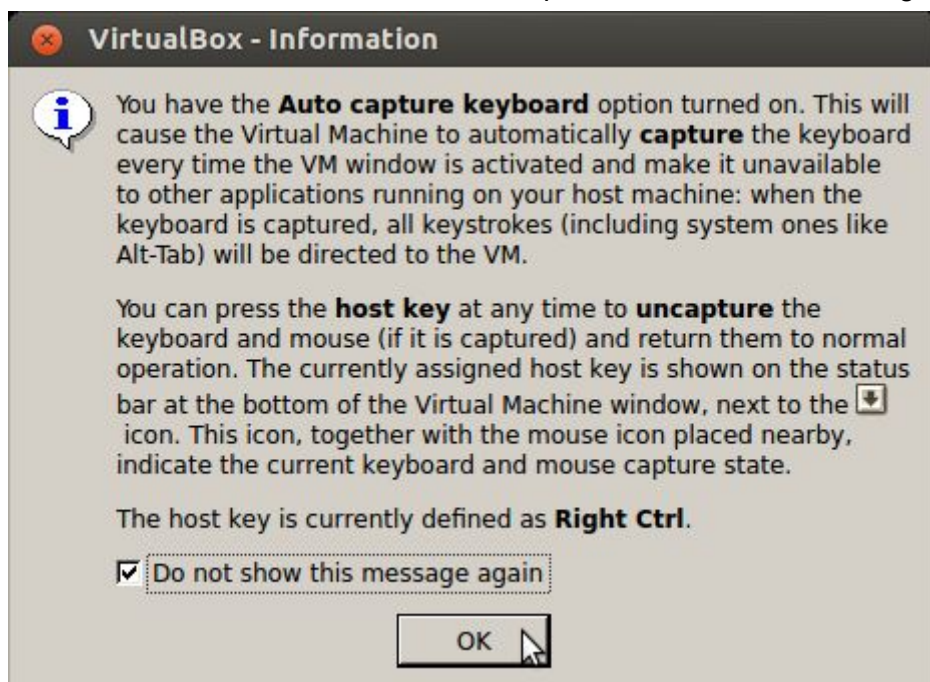 VirtualBox - Information
You have the Auto capture keyboard option turned on. This will
cause the Virtual Machine to automatically capture the keyboard
every time the VM window is activated and make it unavailable
to other applications running on your host machine: when the
keyboard is captured, all keystrokes (including system ones like
Alt-Tab) will be directed to the VM.
You can press the host key at any time to uncapture the
keyboard and mouse (if it is captured) and return them to normal
operation. The currently assigned host key is shown on the status
bar at the bottom of the Virtual Machine window, next to the
icon. This icon, together with the mouse icon placed nearby,
indicate the current keyboard and mouse capture state.
The host key is currently defined as Right Ctrl.
Do not show this message again
OK